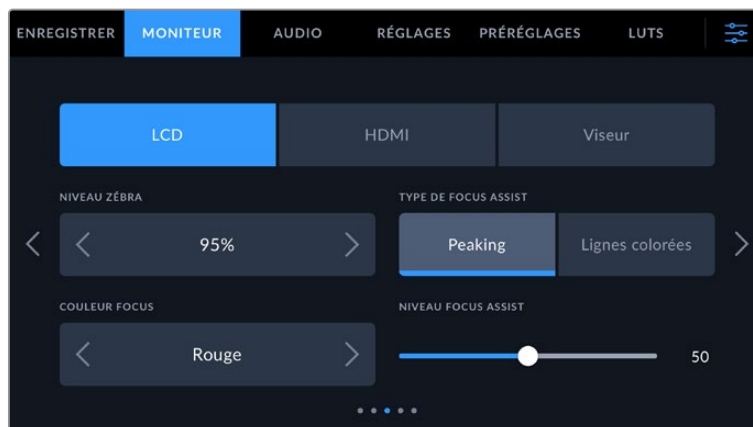 ENREGISTRER MONITEUR AUDIO RÉGLAGES PRÉRÉGLAGES LUTS
LCD HDMI Viseur
NIVEAU ZÉBRA TYPE DE FOCUS ASSIST
95% Peaking Lignes colorées
COULEUR FOCUS NIVEAU FOCUS ASSIST
Rouge 50